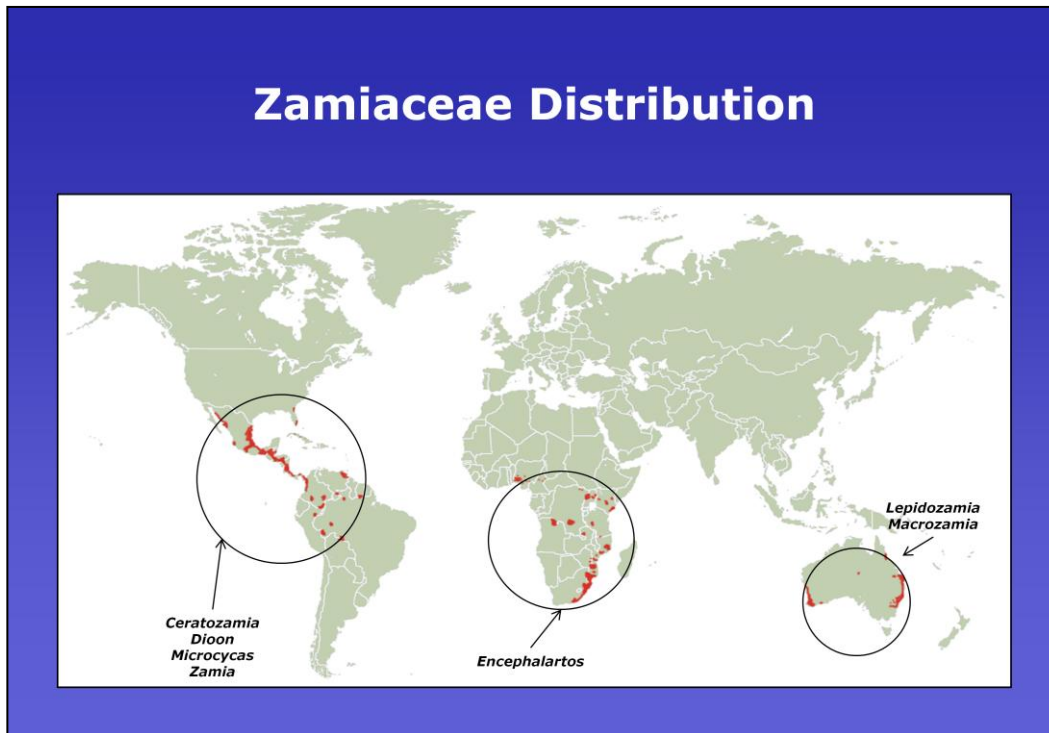 Zamiaceae Distribution
Lepidozamia
Macrozamia
Ceratozamia
Dioon
Microcycas
Zamia
Encephalartos